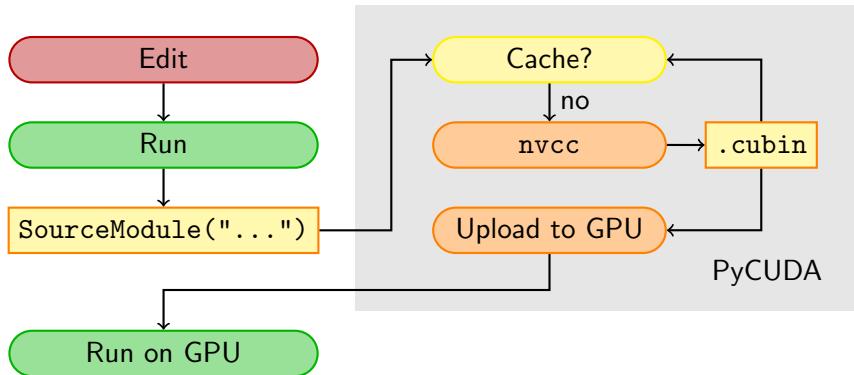 Edit
Run
SourceModule("...")
Cache?
no
nvcc
.cubin
Upload to GPU
PyCUDA
Run on GPU